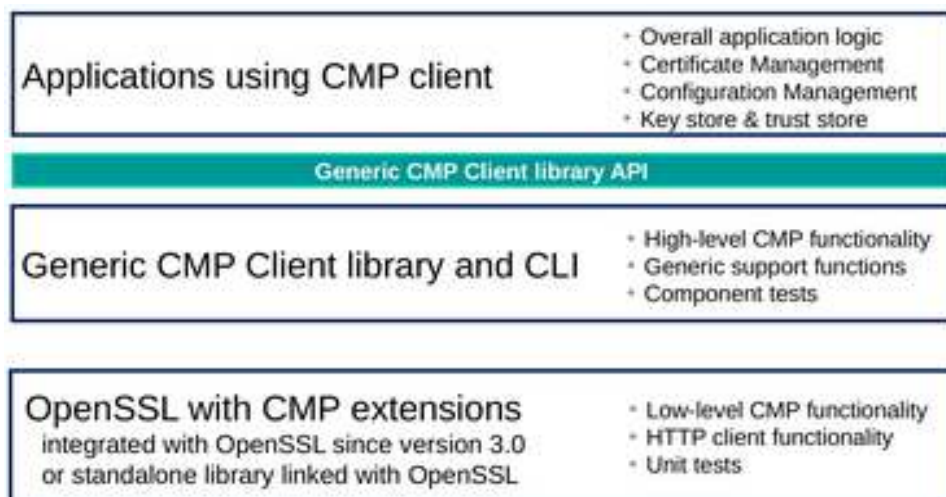 Applications using CMP client
• Overall application logic
• Certificate Management
• Configuration Management
• Key store & trust store
Generic CMP Client library API
Generic CMP Client library and CLI
• High-level CMP functionality
• Generic support functions
• Component tests
OpenSSL with CMP extensions
integrated with OpenSSL since version 3.0
or standalone library linked with OpenSSL
• Low-level CMP functionality
• HTTP client functionality
• Unit tests